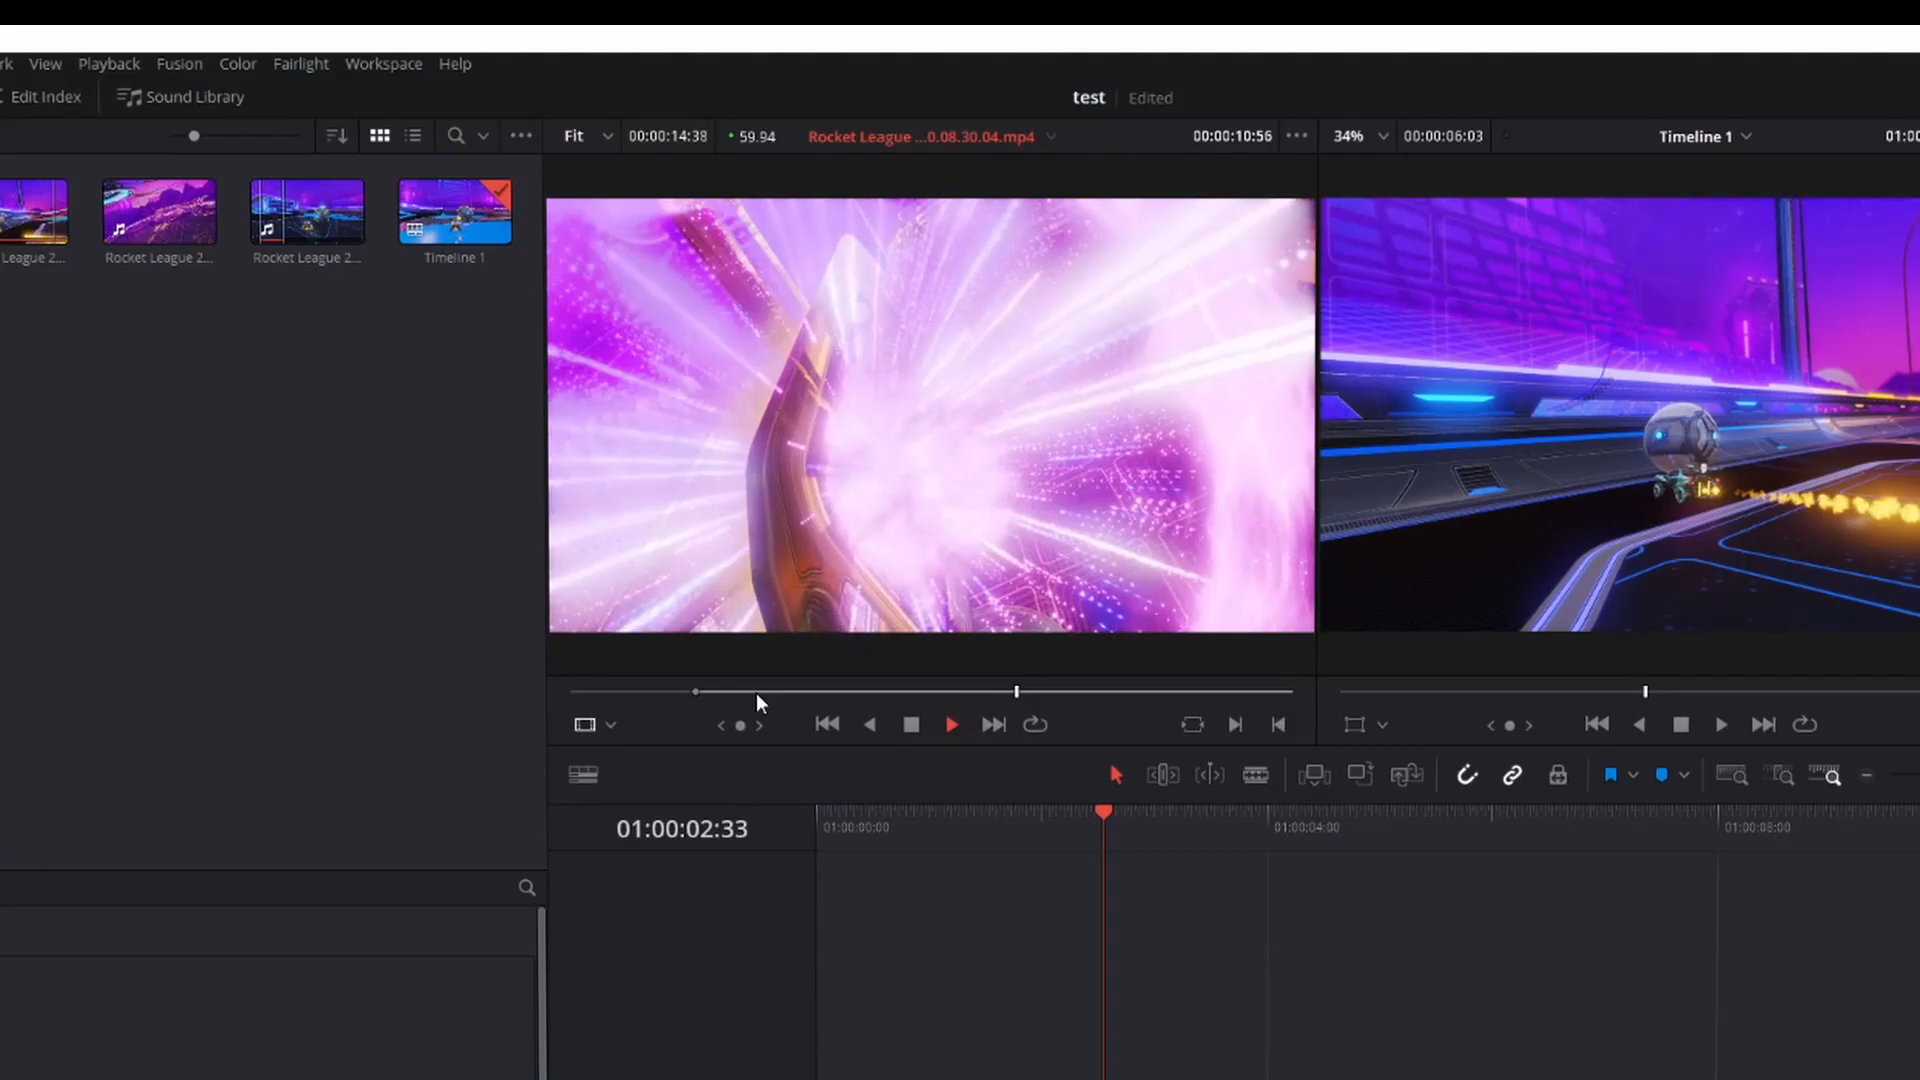 rk View Playback Fusion Color Fairlight Workspace Help
Edit Index Sound Library test Edited
Fit 00:00:14:38 59.94 Rocket League ...0.08.30.04.mp4 00:00:10:56 34% 00:00:06:03 Timeline 1 01:00
League 2... Rocket League 2... Rocket League 2... Timeline 1
01:00:02:33 01:00:00:00 01:00:04:00 01:00:08:00